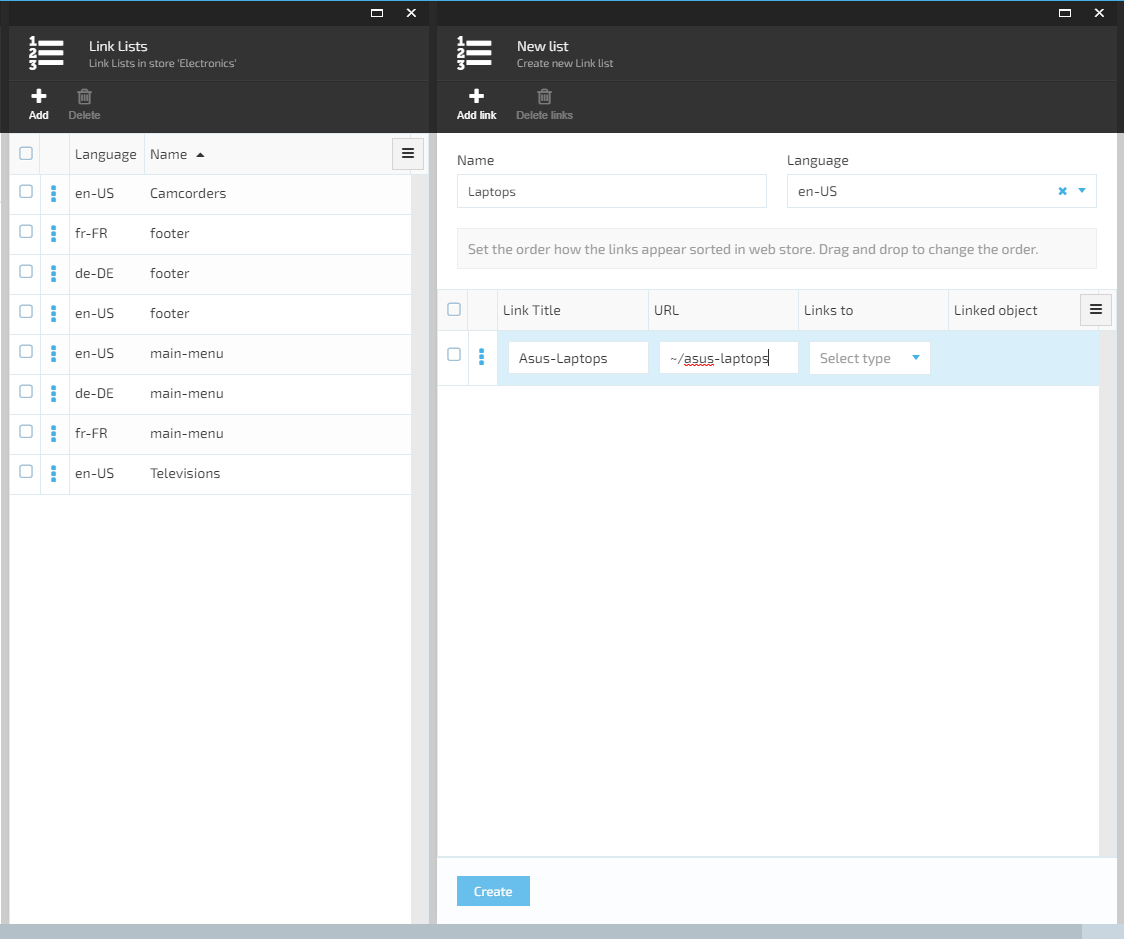 Link Lists
Link Lists in store 'Electronics'
Add
Delete
Language Name
en-US Camcorders
fr-FR footer
de-DE footer
en-US footer
en-US main-menu
de-DE main-menu
fr-FR main-menu
en-US Televisions
New list
Create new Link list
Add link
Delete links
Name
Laptops
Language
en-US
Set the order how the links appear sorted in web store. Drag and drop to change the order.
Link Title URL Links to Linked object
Asus-Laptops ~/asus-laptops Select type
Create